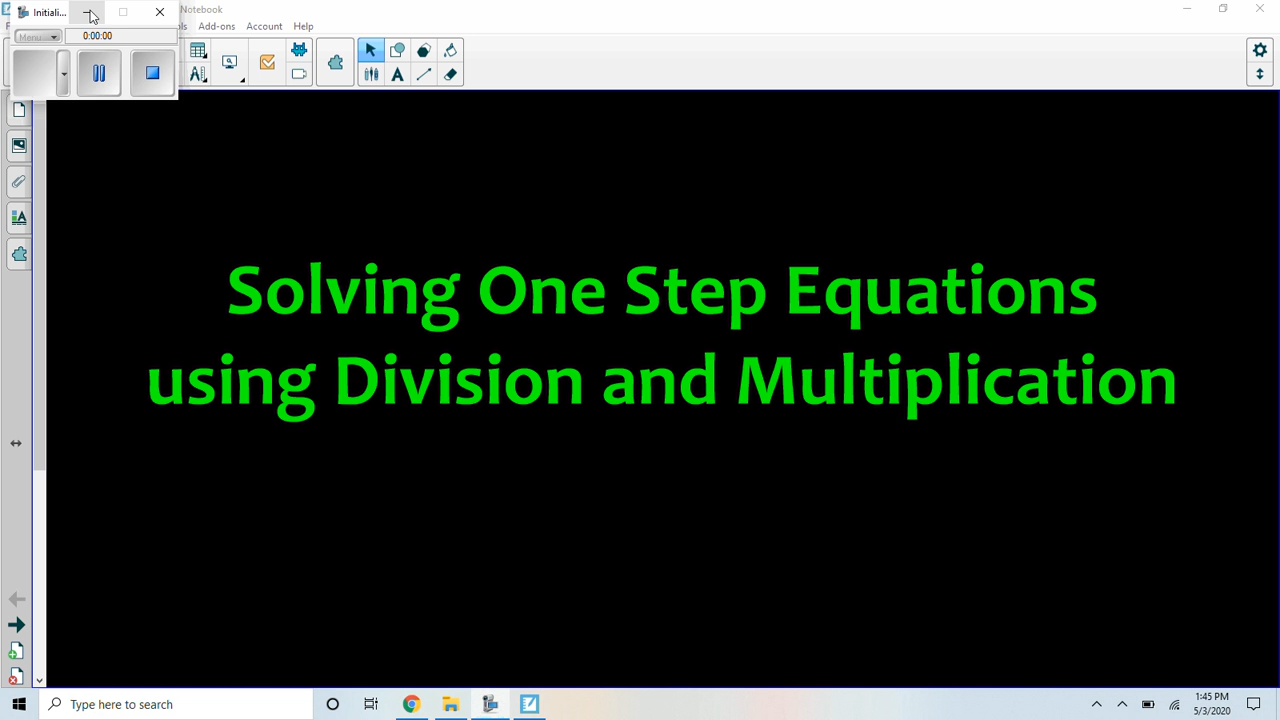 Initiali...
Notebook
ls Add-ons Account Help
Menu...
0:00:00
Solving One Step Equations
using Division and Multiplication
Type here to search
1:45 PM
5/3/2020